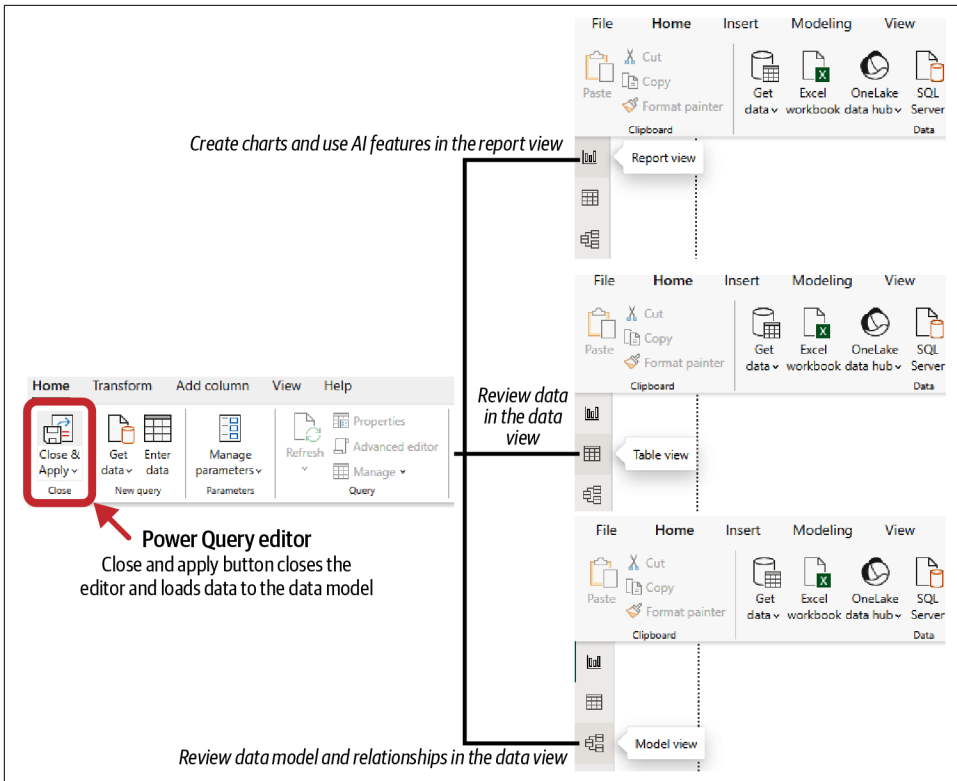 File Home Insert Modeling View
Cut
Copy
Paste
Format painter
Get data
Excel workbook
OneLake data hub
SQL Server
Clipboard
Data
Create charts and use AI features in the report view
Report view
File Home Insert Modeling View
Cut
Copy
Paste
Format painter
Get data
Excel workbook
OneLake data hub
SQL Server
Clipboard
Data
Home Transform Add column View Help
Close & Apply
Get data
Enter data
Manage parameters
Refresh
Properties
Advanced editor
Manage
Close
New query
Parameters
Query
Review data
in the data
view
Table view
Power Query editor
Close and apply button closes the
editor and loads data to the data model
File Home Insert Modeling View
Cut
Copy
Paste
Format painter
Get data
Excel workbook
OneLake data hub
SQL Server
Clipboard
Data
Model view
Review data model and relationships in the data view